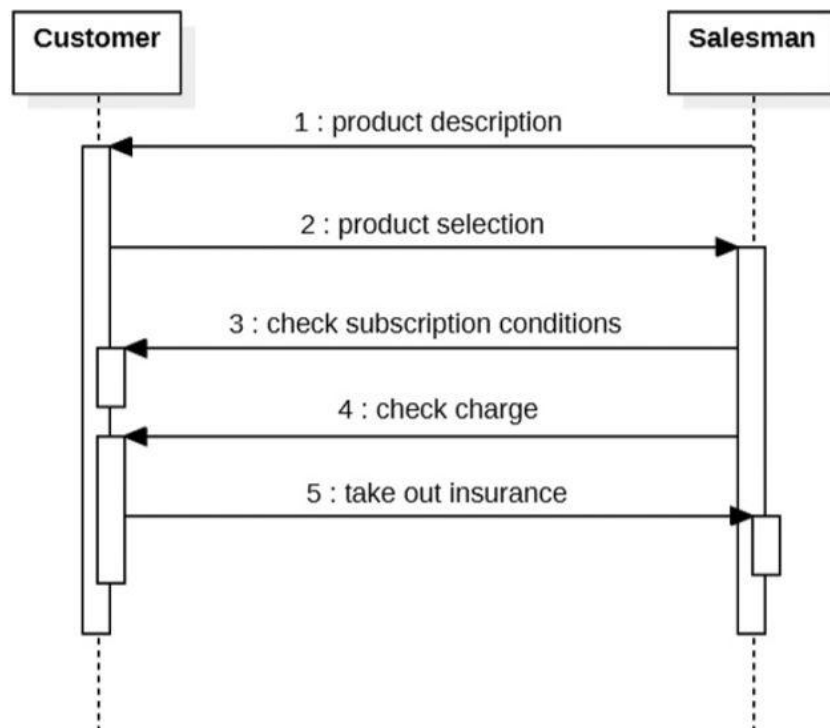 Customer
Salesman
1 : product description
2 : product selection
3 : check subscription conditions
4 : check charge
5 : take out insurance